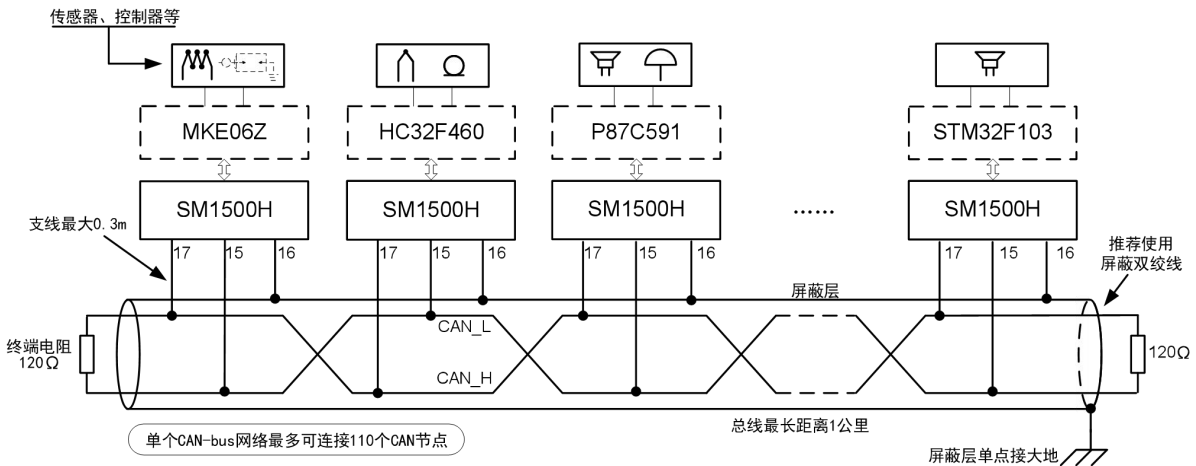 传感器、控制器等
MKE06Z
HC32F460
P87C591
STM32F103
SM1500H
SM1500H
SM1500H
……
SM1500H
支线最大0.3m
17 15 16
17 15 16
17 15 16
17 15 16
推荐使用
屏蔽双绞线
屏蔽层
CAN_L
终端电阻
120Ω
120Ω
CAN_H
总线最长距离1公里
单个CAN-bus网络最多可连接110个CAN节点
屏蔽层单点接大地